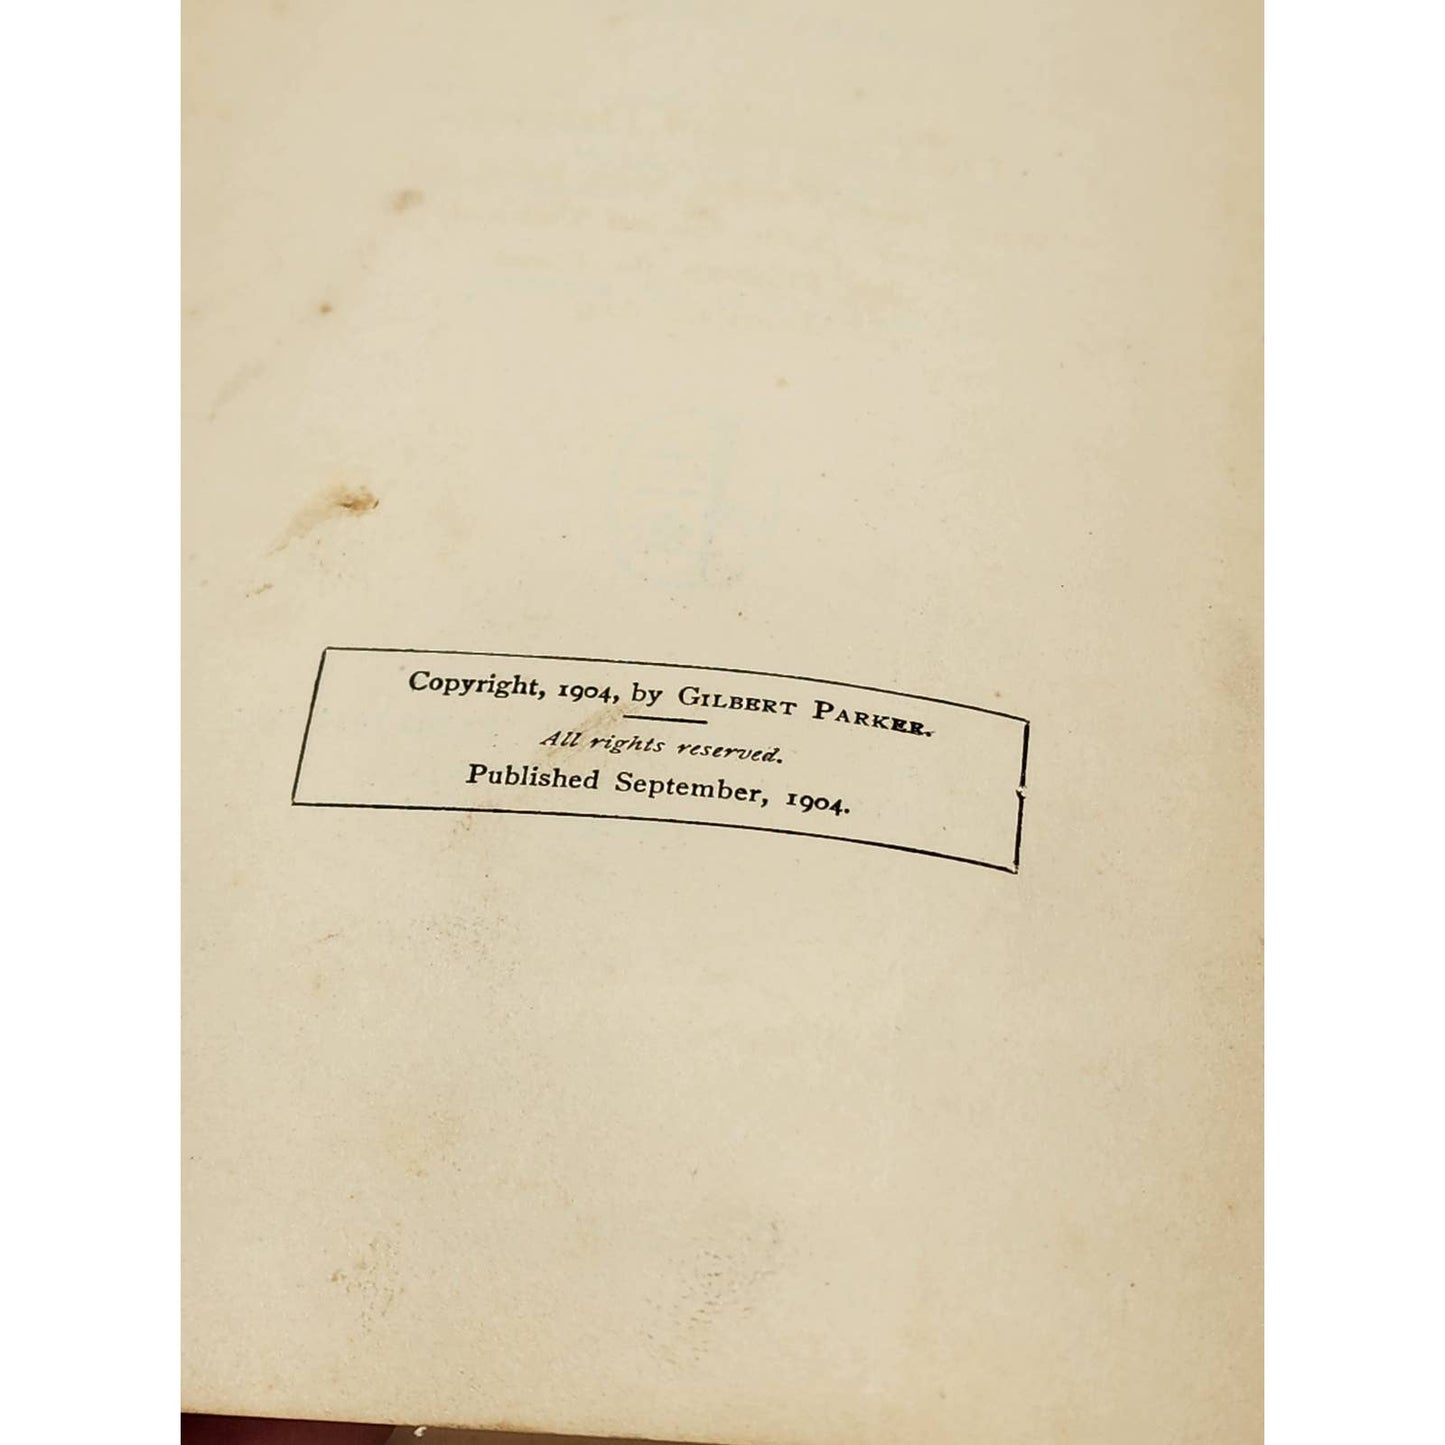 Copyright, 1904, by GILBERT PARKER.
All rights reserved.
Published September, 1904.